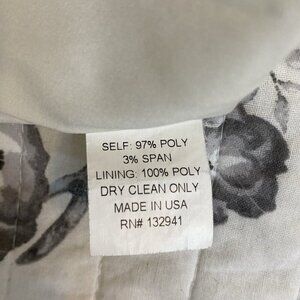 SELF: 97% POLY
3% SPAN
LINING: 100% POLY
DRY CLEAN ONLY
MADE IN USA
RN# 132941